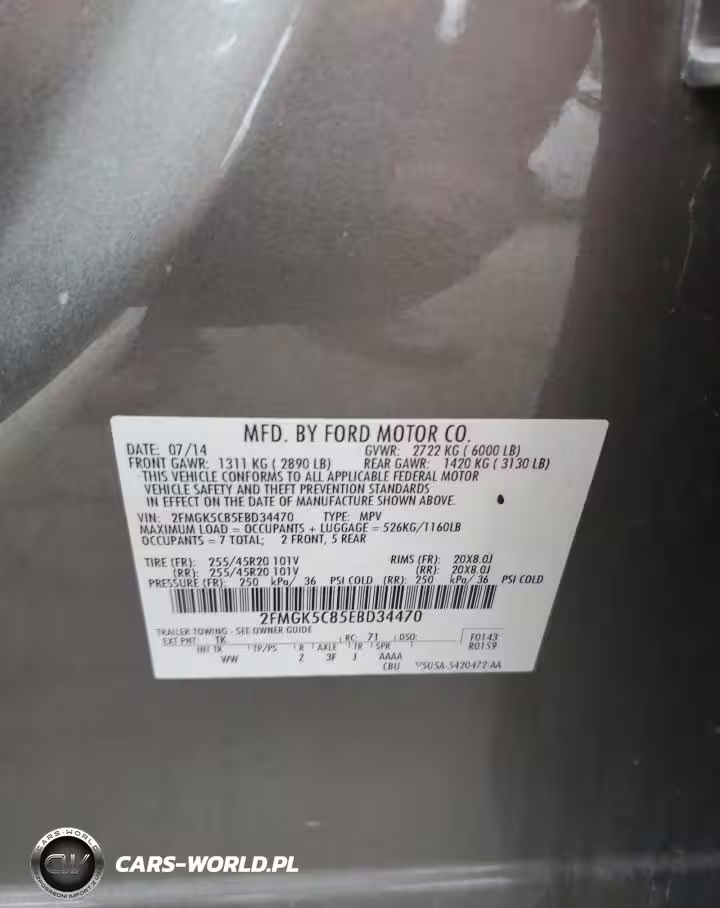 MFD. BY FORD MOTOR CO.
DATE: 07/14 GVWR: 2722 KG ( 6000 LB)
FRONT GAWR: 1311 KG ( 2890 LB) REAR GAWR: 1420 KG ( 3130 LB)
THIS VEHICLE CONFORMS TO ALL APPLICABLE FEDERAL MOTOR
VEHICLE SAFETY AND THEFT PREVENTION STANDARDS
IN EFFECT ON THE DATE OF MANUFACTURE SHOWN ABOVE.
VIN: 2FMGK5C85EBD34470 TYPE: MPV
MAXIMUM LOAD = OCCUPANTS + LUGGAGE = 526KG/1160LB
OCCUPANTS = 7 TOTAL; 2 FRONT, 5 REAR
TIRE (FR): 255/45R20 101V RIMS (FR): 20X8.0J
(RR): 255/45R20 101V (RR): 20X8.0J
PRESSURE (FR): 250 kPa/ 36 PSI COLD (RR): 250 kPa/ 36 PSI COLD
2FMGK5C85EBD34470
TRAILER TOWING - SEE OWNER GUIDE
EXT PNT: TK RC: 71 DSO: F0143
R0159
INT TR TP/PS R AXLE TR SPR
WW Z 3F J AAAA
CBU 5U5A-5420472-AA
CARS-WORLD
CW
CARS-WORLD.PL